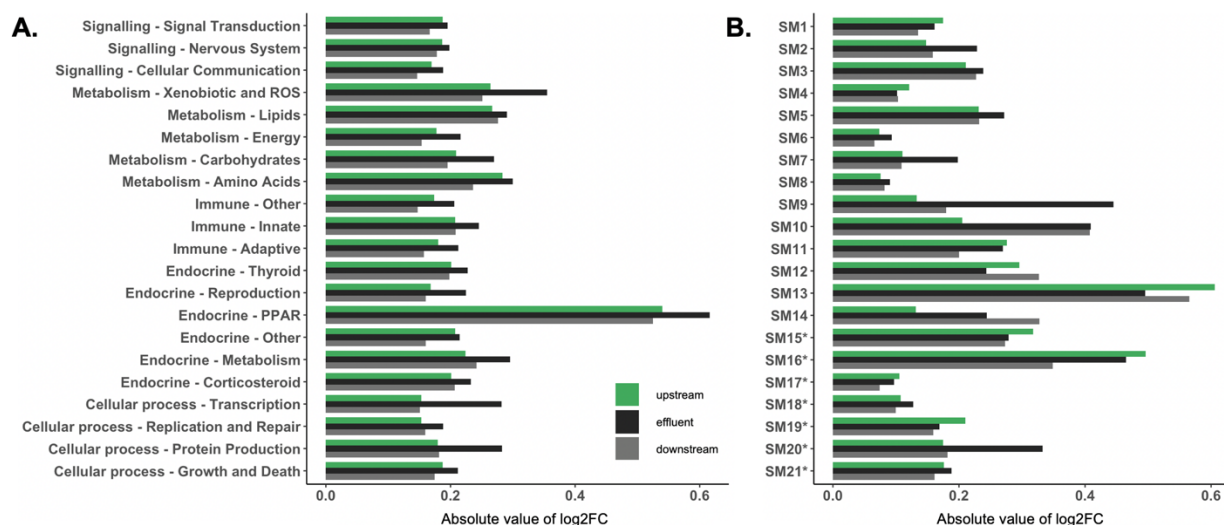 A.
Signalling - Signal Transduction
Signalling - Nervous System
Signalling - Cellular Communication
Metabolism - Xenobiotic and ROS
Metabolism - Lipids
Metabolism - Energy
Metabolism - Carbohydrates
Metabolism - Amino Acids
Immune - Other
Immune - Innate
Immune - Adaptive
Endocrine - Thyroid
Endocrine - Reproduction
Endocrine - PPAR
Endocrine - Other
Endocrine - Metabolism
Endocrine - Corticosteroid
Cellular process - Transcription
Cellular process - Replication and Repair
Cellular process - Protein Production
Cellular process - Growth and Death
upstream
effluent
downstream
0.0 0.2 0.4 0.6
Absolute value of log2FC
B.
SM1
SM2
SM3
SM4
SM5
SM6
SM7
SM8
SM9
SM10
SM11
SM12
SM13
SM14
SM15*
SM16*
SM17*
SM18*
SM19*
SM20*
SM21*
0.0 0.2 0.4 0.6
Absolute value of log2FC